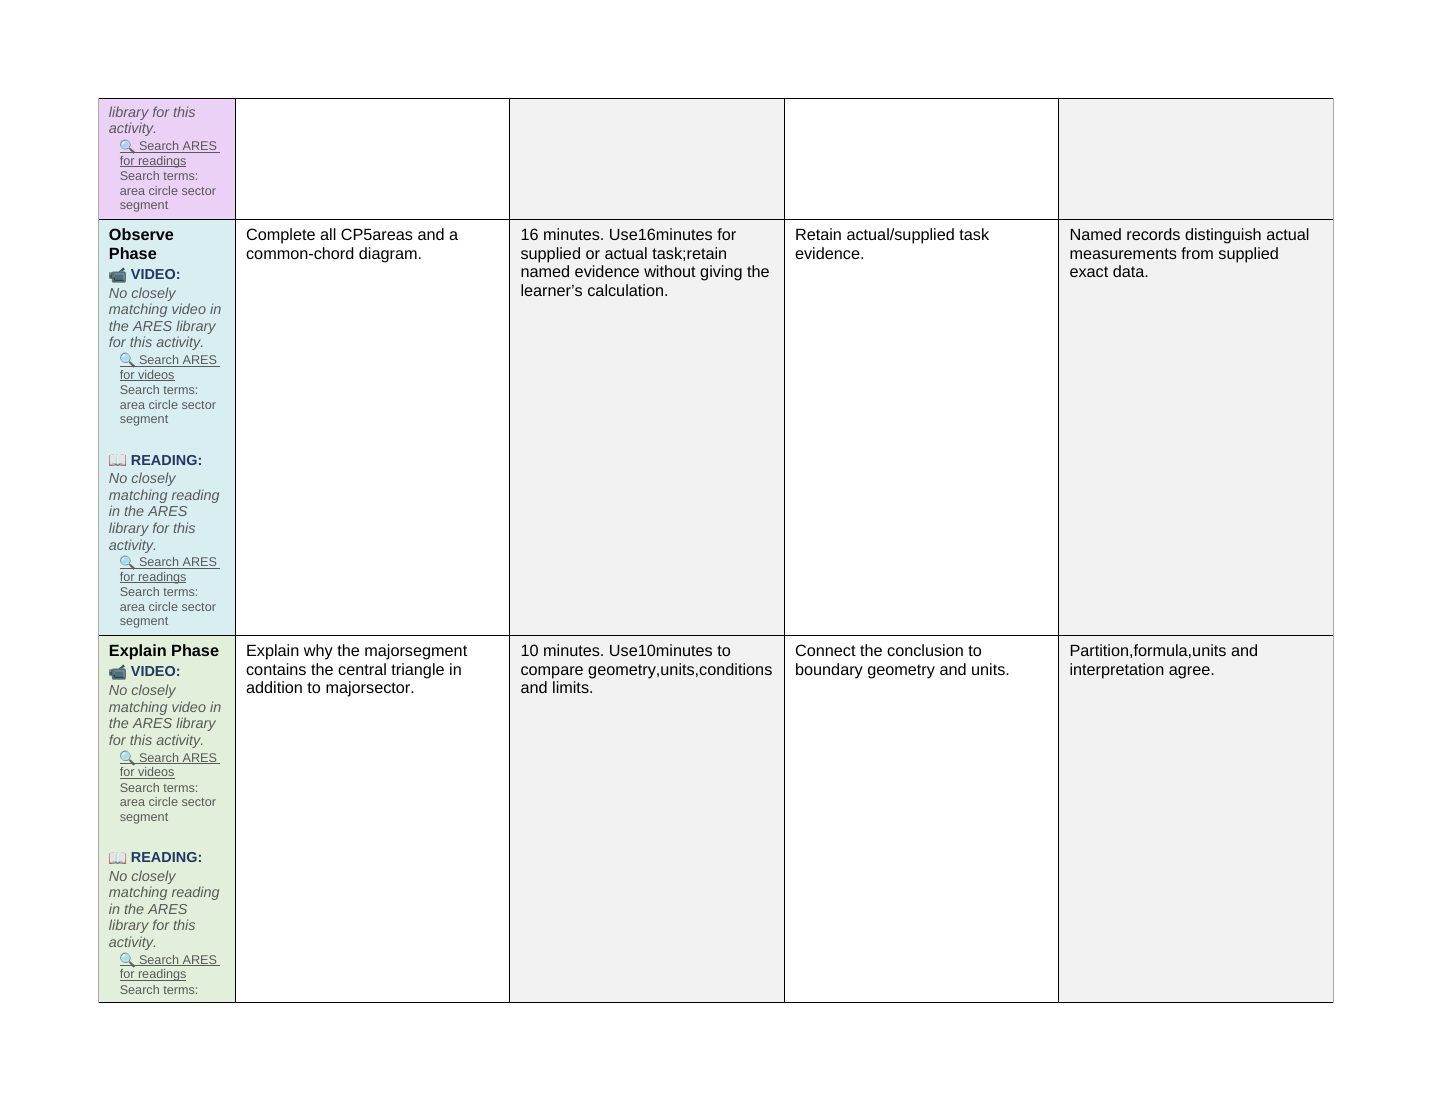 library for this
activity.
🔍 Search ARES
for readings
Search terms:
area circle sector
segment
Observe
Phase
📹 VIDEO:
No closely
matching video in
the ARES library
for this activity.
🔍 Search ARES
for videos
Search terms:
area circle sector
segment
📖 READING:
No closely
matching reading
in the ARES
library for this
activity.
🔍 Search ARES
for readings
Search terms:
area circle sector
segment
Complete all CP5areas and a
common-chord diagram.
16 minutes. Use16minutes for
supplied or actual task;retain
named evidence without giving the
learner’s calculation.
Retain actual/supplied task
evidence.
Named records distinguish actual
measurements from supplied
exact data.
Explain Phase
📹 VIDEO:
No closely
matching video in
the ARES library
for this activity.
🔍 Search ARES
for videos
Search terms:
area circle sector
segment
📖 READING:
No closely
matching reading
in the ARES
library for this
activity.
🔍 Search ARES
for readings
Search terms:
Explain why the majorsegment
contains the central triangle in
addition to majorsector.
10 minutes. Use10minutes to
compare geometry,units,conditions
and limits.
Connect the conclusion to
boundary geometry and units.
Partition,formula,units and
interpretation agree.